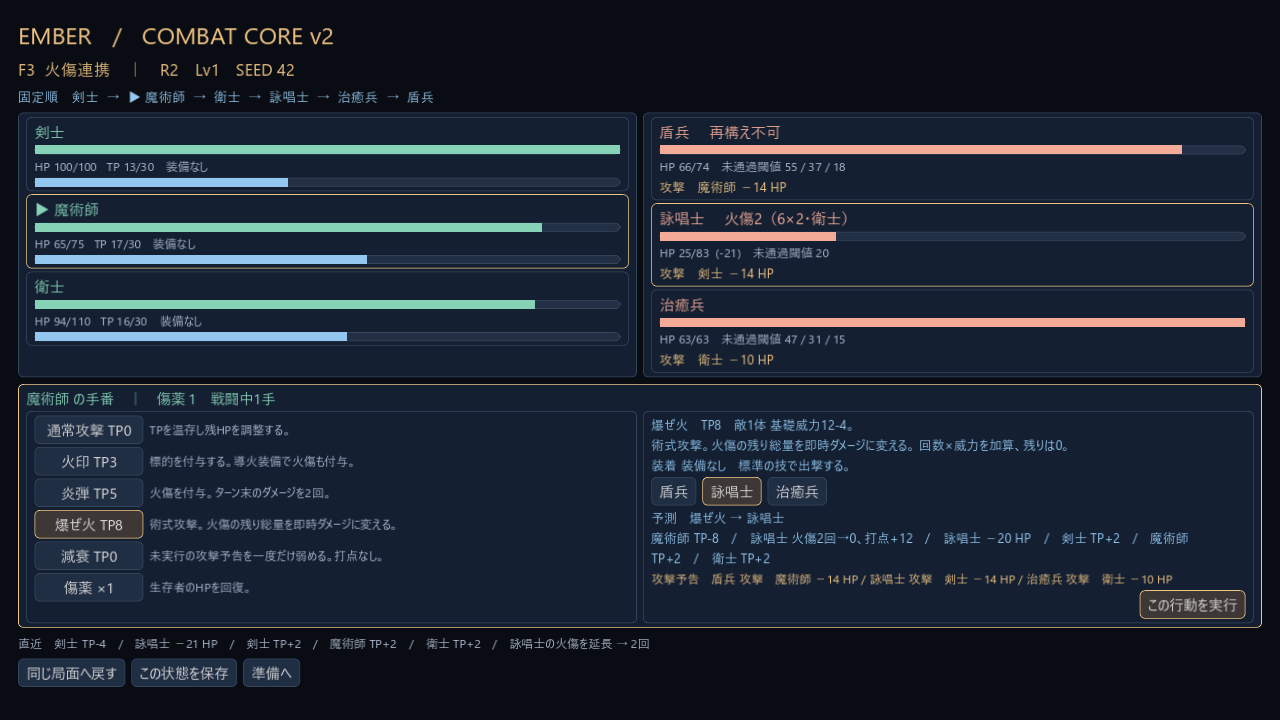 EMBER / COMBAT CORE v2
F3 火傷連携 | R2 Lv1 SEED 42
固定順 剣士 → ▶ 魔術師 → 衛士 → 詠唱士 → 治癒兵 → 盾兵
剣士
HP 100/100 TP 13/30 装備なし
▶ 魔術師
HP 65/75 TP 17/30 装備なし
衛士
HP 94/110 TP 16/30 装備なし
盾兵 再構え不可
HP 66/74 未通過閾値 55 / 37 / 18
攻撃 魔術師 −14 HP
詠唱士 火傷2（6×2・衛士）
HP 25/83 (-21) 未通過閾値 20
攻撃 剣士 −14 HP
治癒兵
HP 63/63 未通過閾値 47 / 31 / 15
攻撃 衛士 −10 HP
魔術師 の手番 | 傷薬 1 戦闘中1手
通常攻撃 TP0 TPを温存し残HPを調整する。
火印 TP3 標的を付与する。導火装備で火傷も付与。
炎弾 TP5 火傷を付与。ターン末のダメージを2回。
爆ぜ火 TP8 術式攻撃。火傷の残り総量を即時ダメージに変える。
減衰 TP0 未実行の攻撃予告を一度だけ弱める。打点なし。
傷薬 ×1 生存者のHPを回復。
爆ぜ火 TP8 敵1体 基礎威力12-4。
術式攻撃。火傷の残り総量を即時ダメージに変える。回数×威力を加算、残りは0。
装着 装備なし 標準の技で出撃する。
盾兵 詠唱士 治癒兵
予測 爆ぜ火 → 詠唱士
魔術師 TP-8 / 詠唱士 火傷2回→0、打点+12 / 詠唱士 −20 HP / 剣士 TP+2 / 魔術師
TP+2 / 衛士 TP+2
攻撃予告 盾兵 攻撃 魔術師 −14 HP / 詠唱士 攻撃 剣士 −14 HP / 治癒兵 攻撃 衛士 −10 HP
この行動を実行
直近 剣士 TP-4 / 詠唱士 −21 HP / 剣士 TP+2 / 魔術師 TP+2 / 衛士 TP+2 / 詠唱士の火傷を延長 → 2回
同じ局面へ戻す この状態を保存 準備へ